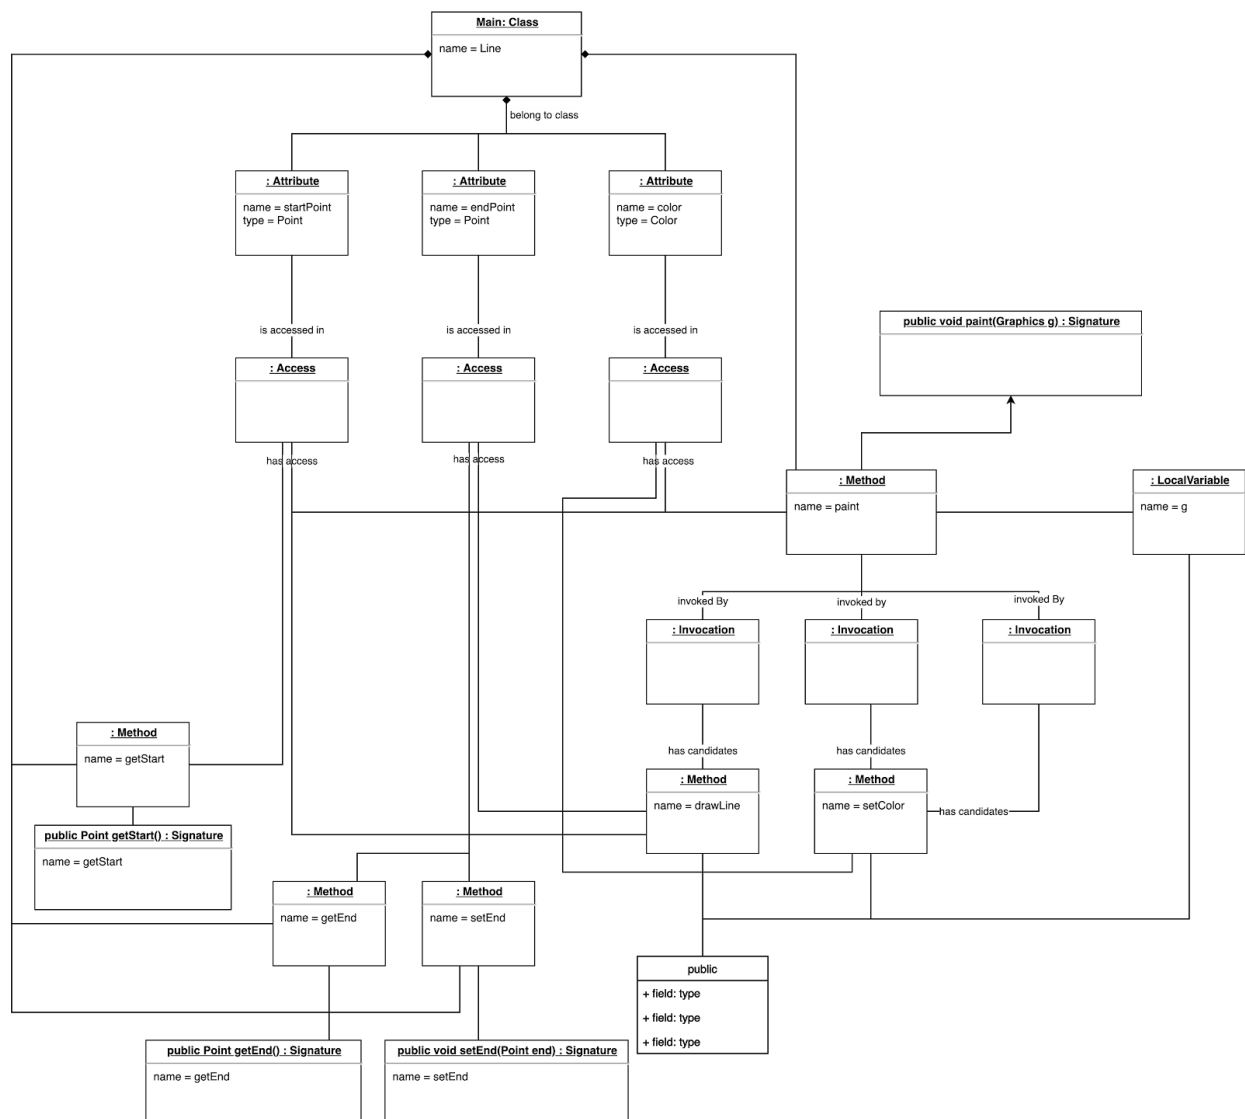 Main: Class
name = Line
belong to class
: Attribute
name = startPoint
type = Point
: Attribute
name = endPoint
type = Point
: Attribute
name = color
type = Color
is accessed in
is accessed in
is accessed in
public void paint(Graphics g) : Signature
: Access
: Access
: Access
has access
has access
has access
: Method
name = paint
: LocalVariable
name = g
invoked By
invoked by
invoked By
: Invocation
: Invocation
: Invocation
: Method
name = getStart
has candidates
has candidates
: Method
name = drawLine
: Method
name = setColor
has candidates
public Point getStart() : Signature
name = getStart
: Method
name = getEnd
: Method
name = setEnd
public
+ field: type
+ field: type
+ field: type
public Point getEnd() : Signature
name = getEnd
public void setEnd(Point end) : Signature
name = setEnd